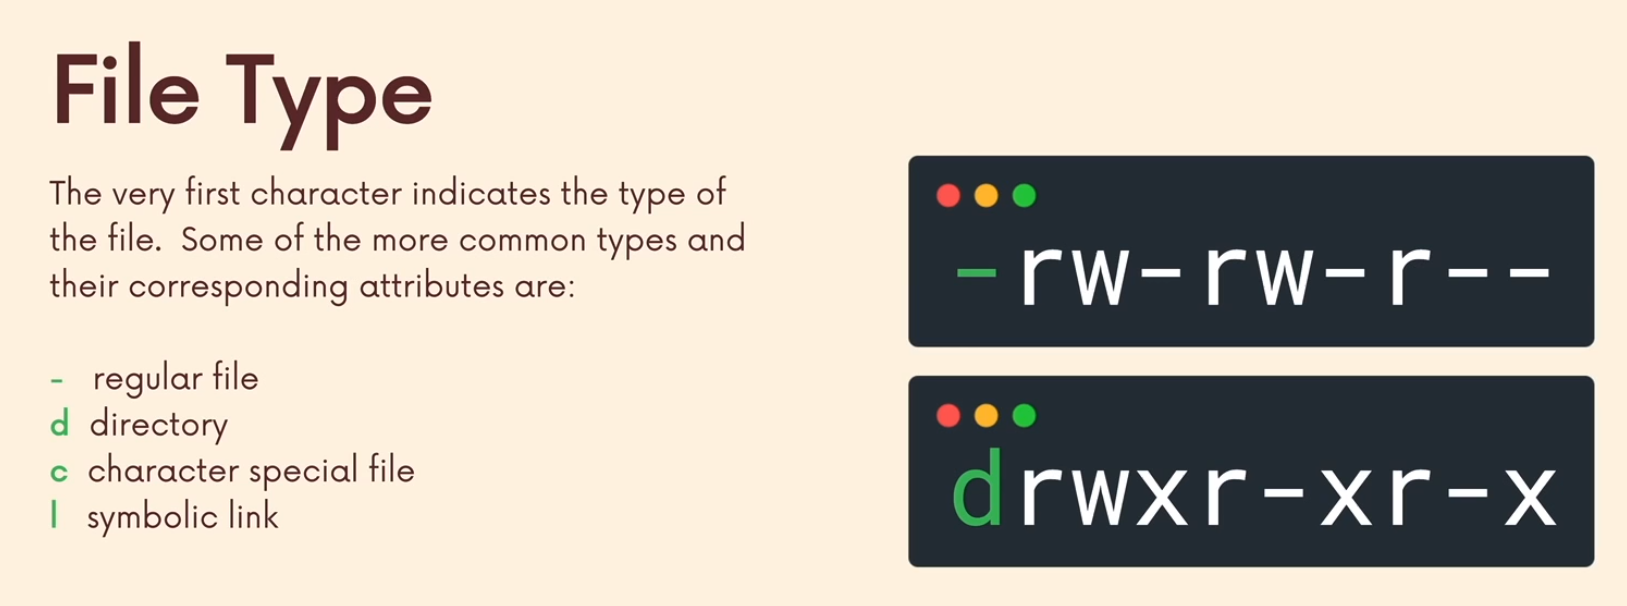 File Type
The very first character indicates the type of
the file.  Some of the more common types and
their corresponding attributes are:
-  regular file
d  directory
c  character special file
l  symbolic link
-rw-rw-r--
drwxr-xr-x